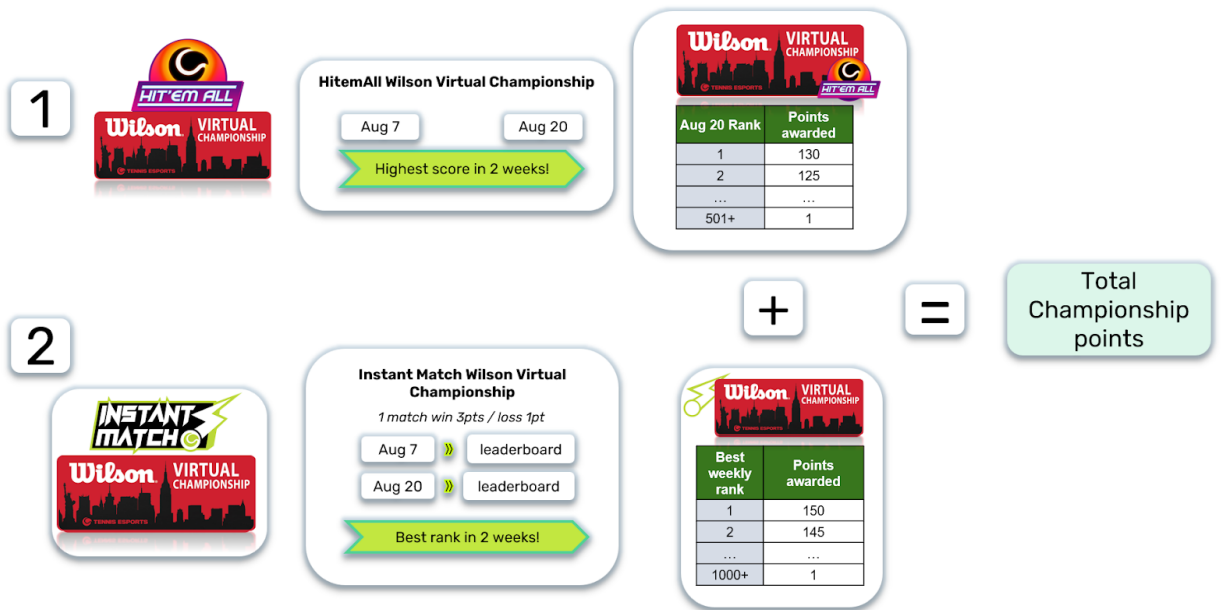 1
HIT'EM ALL
Wilson.
VIRTUAL
CHAMPIONSHIP
TENNIS ESPORTS
HitemAll Wilson Virtual Championship
Aug 7
Aug 20
Highest score in 2 weeks!
Wilson.
VIRTUAL
CHAMPIONSHIP
TENNIS ESPORTS
HIT'EM ALL
Aug 20 Rank Points awarded
1 130
2 125
... ...
501+ 1
+
=
Total
Championship
points
2
INSTANT
MATCH
Wilson.
VIRTUAL
CHAMPIONSHIP
TENNIS ESPORTS
Instant Match Wilson Virtual
Championship
1 match win 3pts / loss 1pt
Aug 7 » leaderboard
Aug 20 » leaderboard
Best rank in 2 weeks!
Wilson.
VIRTUAL
CHAMPIONSHIP
TENNIS ESPORTS
Best weekly rank Points awarded
1 150
2 145
... ...
1000+ 1